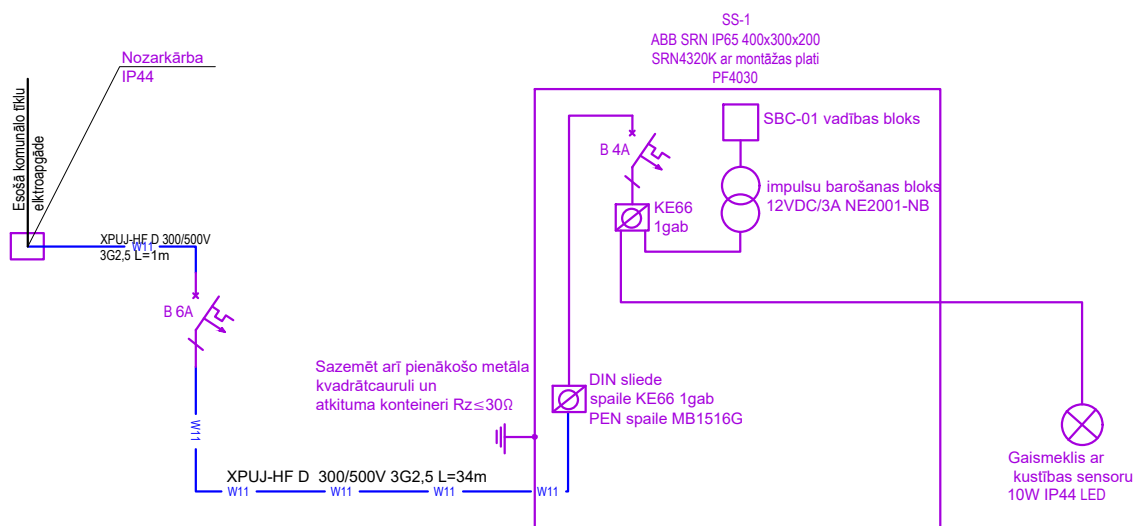 SS-1
ABB SRN IP65 400x300x200
SRN4320K ar montāžas plati
PF4030
Nozarkārba
IP44
Esošā komunālo tīklu
elktroapgāde
SBC-01 vadības bloks
B 4A
impulsu barošanas bloks
12VDC/3A NE2001-NB
KE66
1gab
XPUJ-HF D 300/500V
W11
3G2,5 L=1m
B 6A
Sazemēt arī pienākošo metāla
kvadrātcauruli un
atkituma konteineri Rz≤30Ω
DIN sliede
spaile KE66 1gab
PEN spaile MB1516G
W11
Gaismeklis ar
kustības sensoru
10W IP44 LED
XPUJ-HF D 300/500V 3G2,5 L=34m
W11 W11 W11 W11